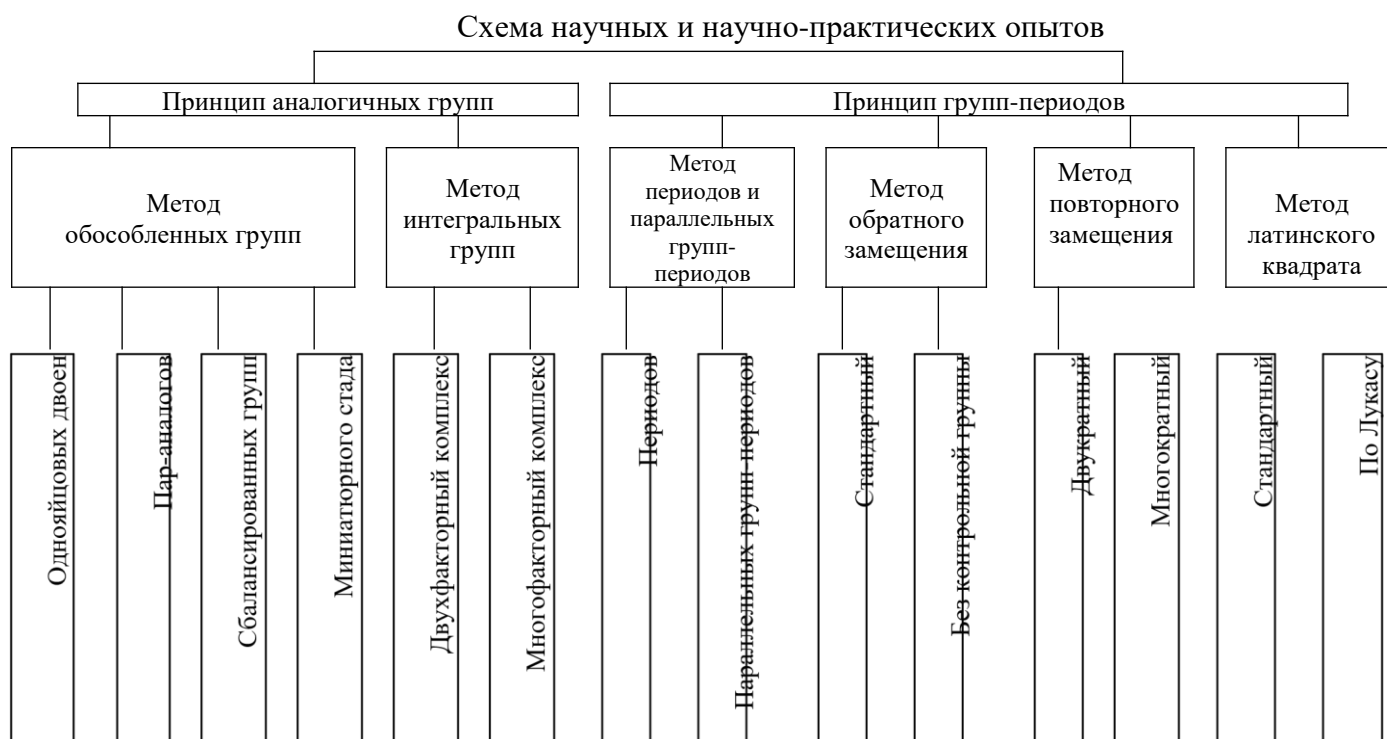 Схема научных и научно-практических опытов
Принцип аналогичных групп
Принцип групп-периодов
Метод
обособленных групп
Метод
интегральных
групп
Метод
периодов и
параллельных
групп-
периодов
Метод
обратного
замещения
Метод
повторного
замещения
Метод
латинского
квадрата
Однояйцовых двоен
Пар-аналогов
Сбалансированных групп
Миниатюрного стада
Двухфакторный комплекс
Многофакторный комплекс
Периодов
Параллельных групп-периодов
Стандартный
Без контрольной группы
Двукратный
Многократный
Стандартный
По Лукасу